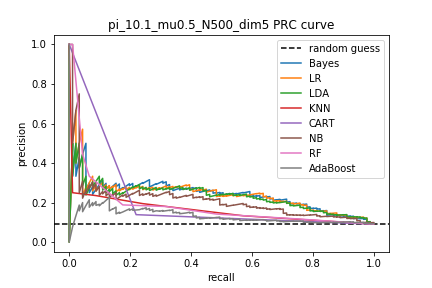 pi_10.1_mu0.5_N500_dim5 PRC curve
1.0
0.8
0.6
0.4
0.2
0.0
precision
random guess
Bayes
LR
LDA
KNN
CART
NB
RF
AdaBoost
0.0 0.2 0.4 0.6 0.8 1.0
recall